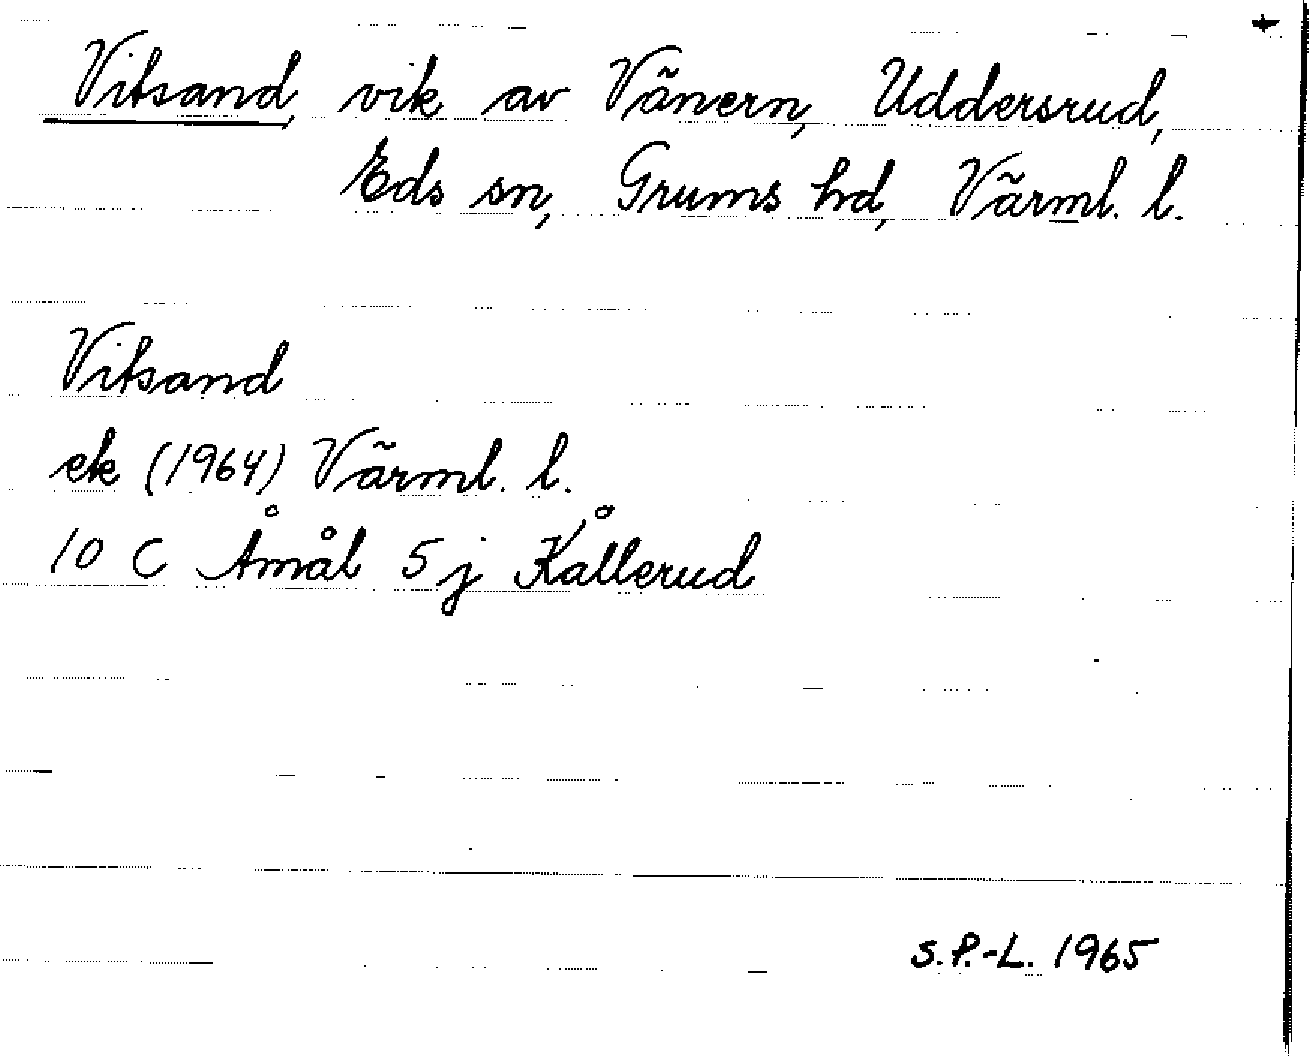 Vitsand, vik av Vänern, Uddersrud,
Eds sn, Grums hd, Värml. l.
Vitsand
ek (1964) Värml. l.
10 C Åmål 5 j Kållerud
S.P.-L. 1965